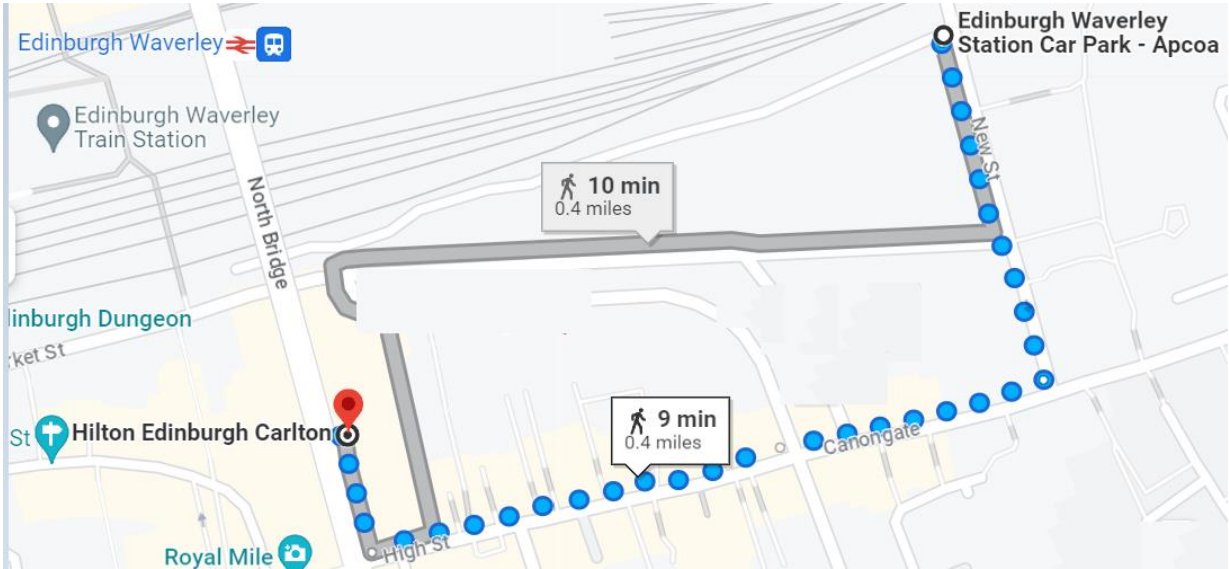 Edinburgh Waverley
Station Car Park - Apcoa
Edinburgh Waverley
Edinburgh Waverley
Train Station
New St
10 min
0.4 miles
North Bridge
linburgh Dungeon
rket St
9 min
0.4 miles
St
Hilton Edinburgh Carlton
Canongate
High St
Royal Mile